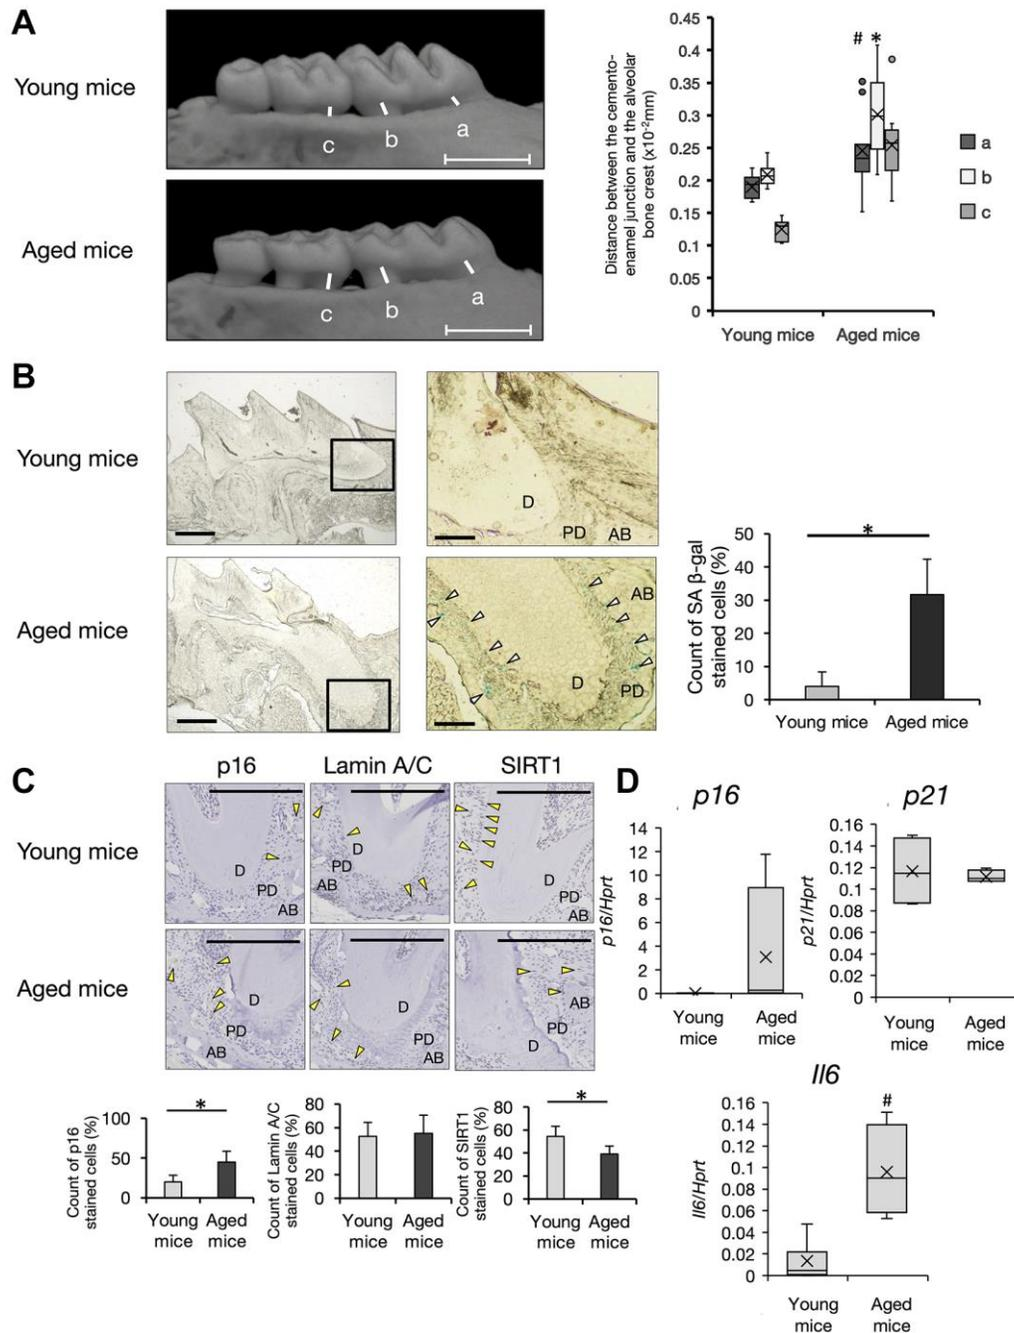 A
Young mice
c
b
a
Aged mice
c
b
a
Distance between the cemento-
enamel junction and the alveolar
bone crest (x10⁻²mm)
0.45
0.4
0.35
0.3
0.25
0.2
0.15
0.1
0.05
0
# *
Young mice
Aged mice
a
b
c
B
Young mice
D
PD
AB
Aged mice
AB
D
PD
Count of SA β-gal
stained cells (%)
50
40
30
20
10
0
*
Young mice
Aged mice
C
p16
Lamin A/C
SIRT1
Young mice
D
PD
AB
D
PD
AB
D
PD
AB
Aged mice
D
PD
AB
D
PD
AB
AB
PD
D
Count of p16
stained cells (%)
100
50
0
*
Young
mice
Aged
mice
Count of Lamin A/C
stained cells (%)
80
60
40
20
0
Young
mice
Aged
mice
Count of SIRT1
stained cells (%)
80
60
40
20
0
*
Young
mice
Aged
mice
D
p16
p16/Hprt
14
12
10
8
6
4
2
0
Young
mice
Aged
mice
p21
p21/Hprt
0.16
0.14
0.12
0.1
0.08
0.06
0.04
0.02
0
Young
mice
Aged
mice
Il6
Il6/Hprt
0.16
0.14
0.12
0.1
0.08
0.06
0.04
0.02
0
#
Young
mice
Aged
mice